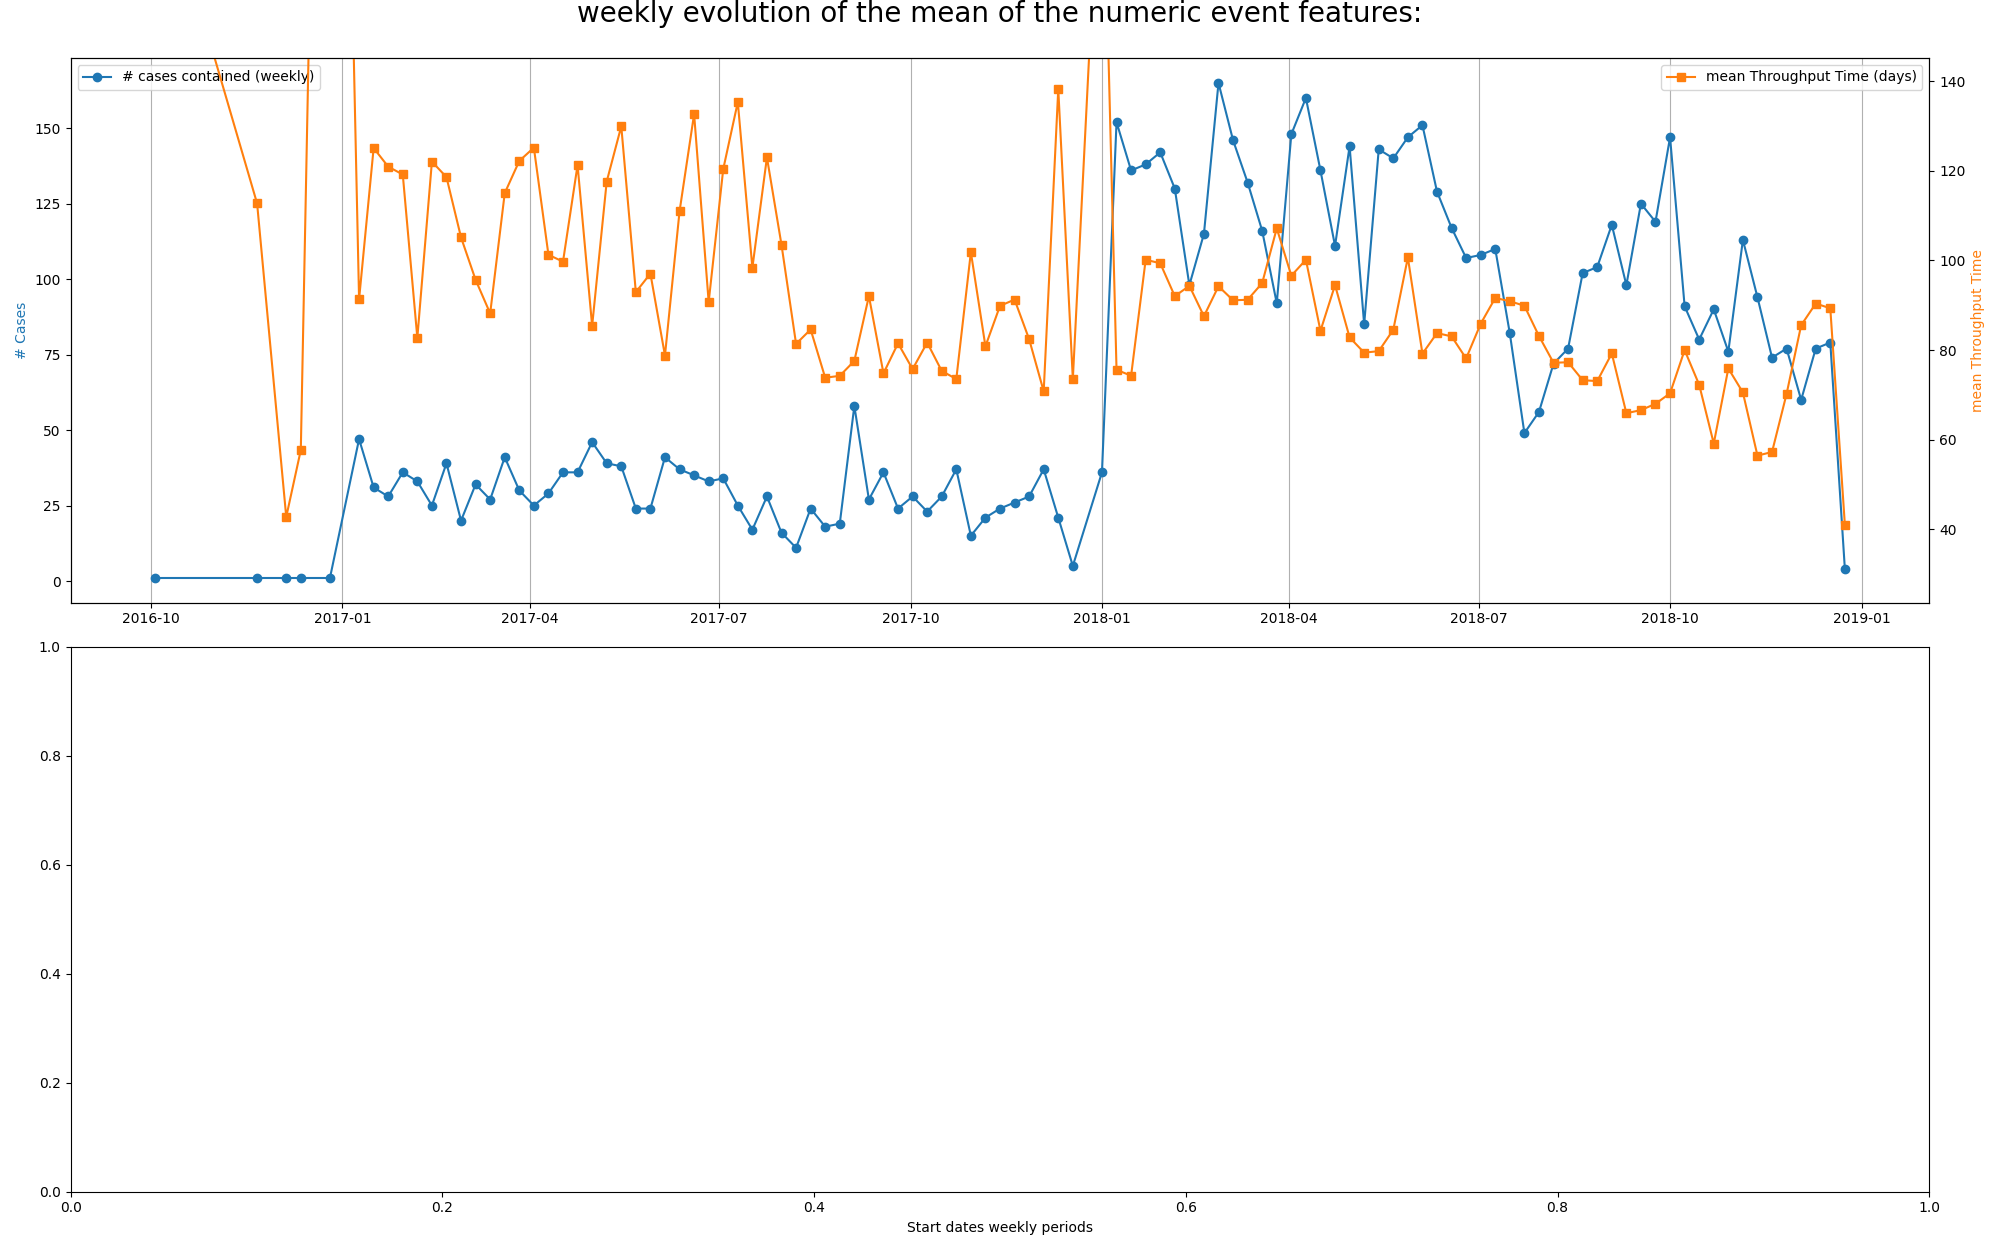 weekly evolution of the mean of the numeric event features:
# cases contained (weekly)
mean Throughput Time (days)
# Cases
150
125
100
75
50
25
0
mean Throughput Time
140
120
100
80
60
40
2016-10 2017-01 2017-04 2017-07 2017-10 2018-01 2018-04 2018-07 2018-10 2019-01
1.0
0.8
0.6
0.4
0.2
0.0
0.0 0.2 0.4 0.6 0.8 1.0
Start dates weekly periods